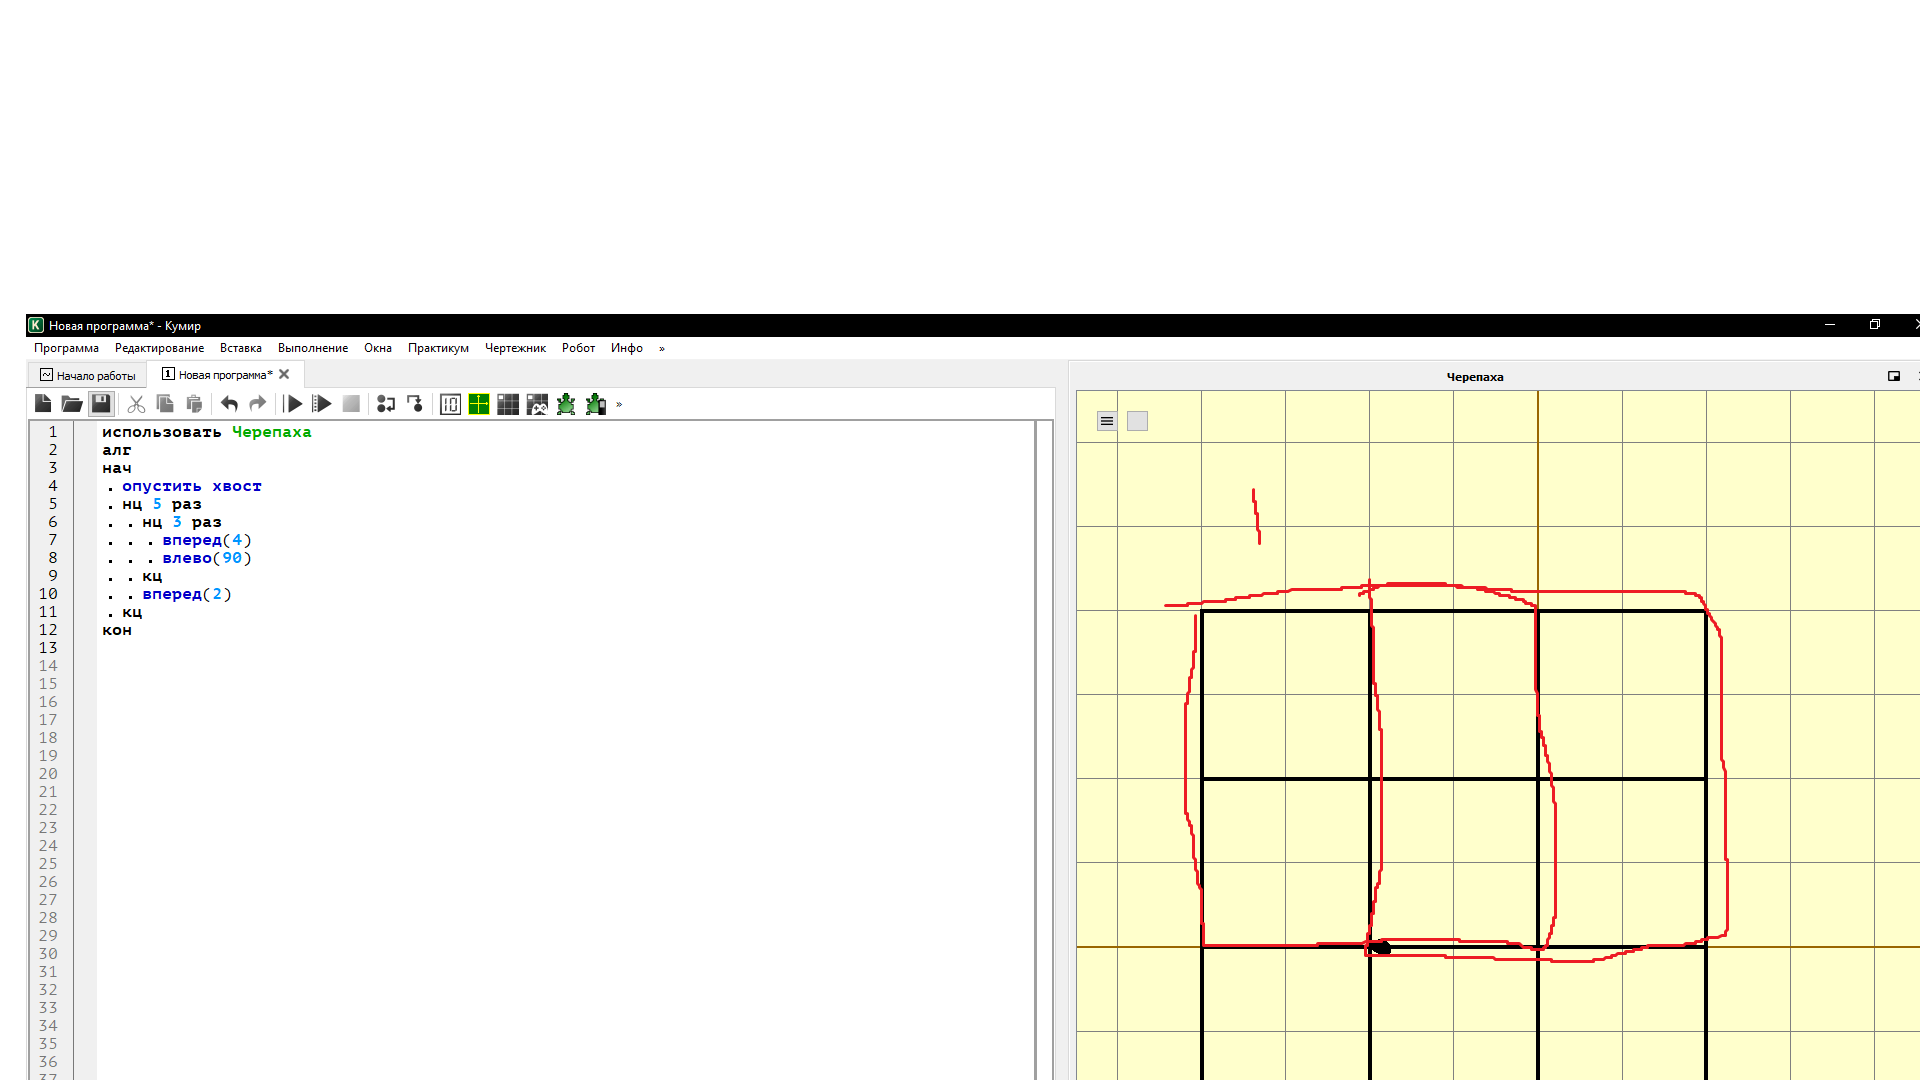 Новая программа* - Кумир
Программа Редактирование Вставка Выполнение Окна Практикум Чертежник Робот Инфо »
Начало работы
1 Новая программа*
Черепаха
»
1 использовать Черепаха
2 алг
3 нач
4 . опустить хвост
5 . нц 5 раз
6 . . нц 3 раз
7 . . . вперед(4)
8 . . . влево(90)
9 . . кц
10 . . вперед(2)
11 . кц
12 кон
13
14
15
16
17
18
19
20
21
22
23
24
25
26
27
28
29
30
31
32
33
34
35
36
37